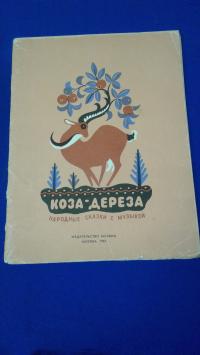 КОЗА-ДЕРЕЗА
НАРОДНЫЕ СКАЗКИ С МУЗЫКОЙ
ИЗДАТЕЛЬСТВО МУЗЫКА
МОСКВА